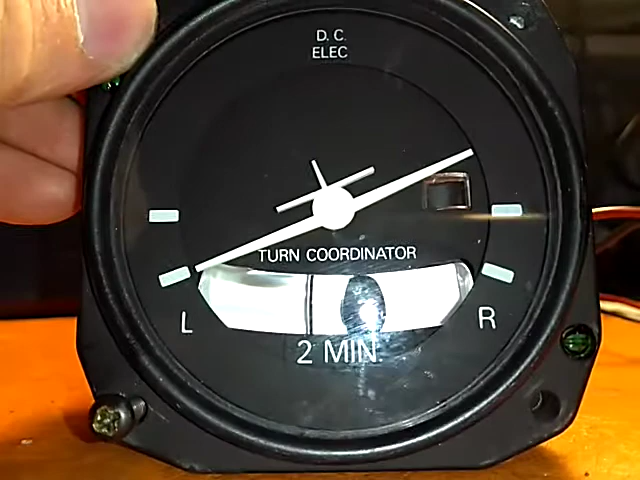 D. C.
ELEC
TURN COORDINATOR
L
R
2 MIN.